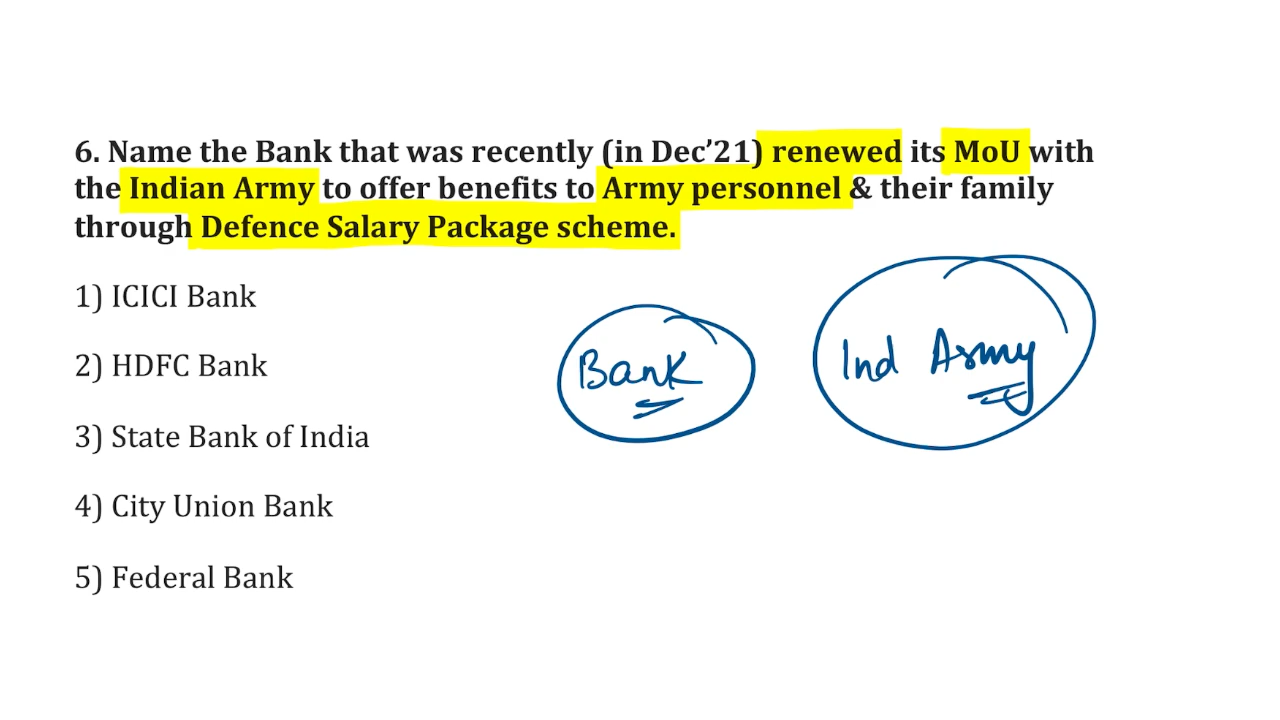 6. Name the Bank that was recently (in Dec’21) renewed its MoU with
the Indian Army to offer benefits to Army personnel & their family
through Defence Salary Package scheme.
1) ICICI Bank
2) HDFC Bank
3) State Bank of India
4) City Union Bank
5) Federal Bank
Bank
Ind Army